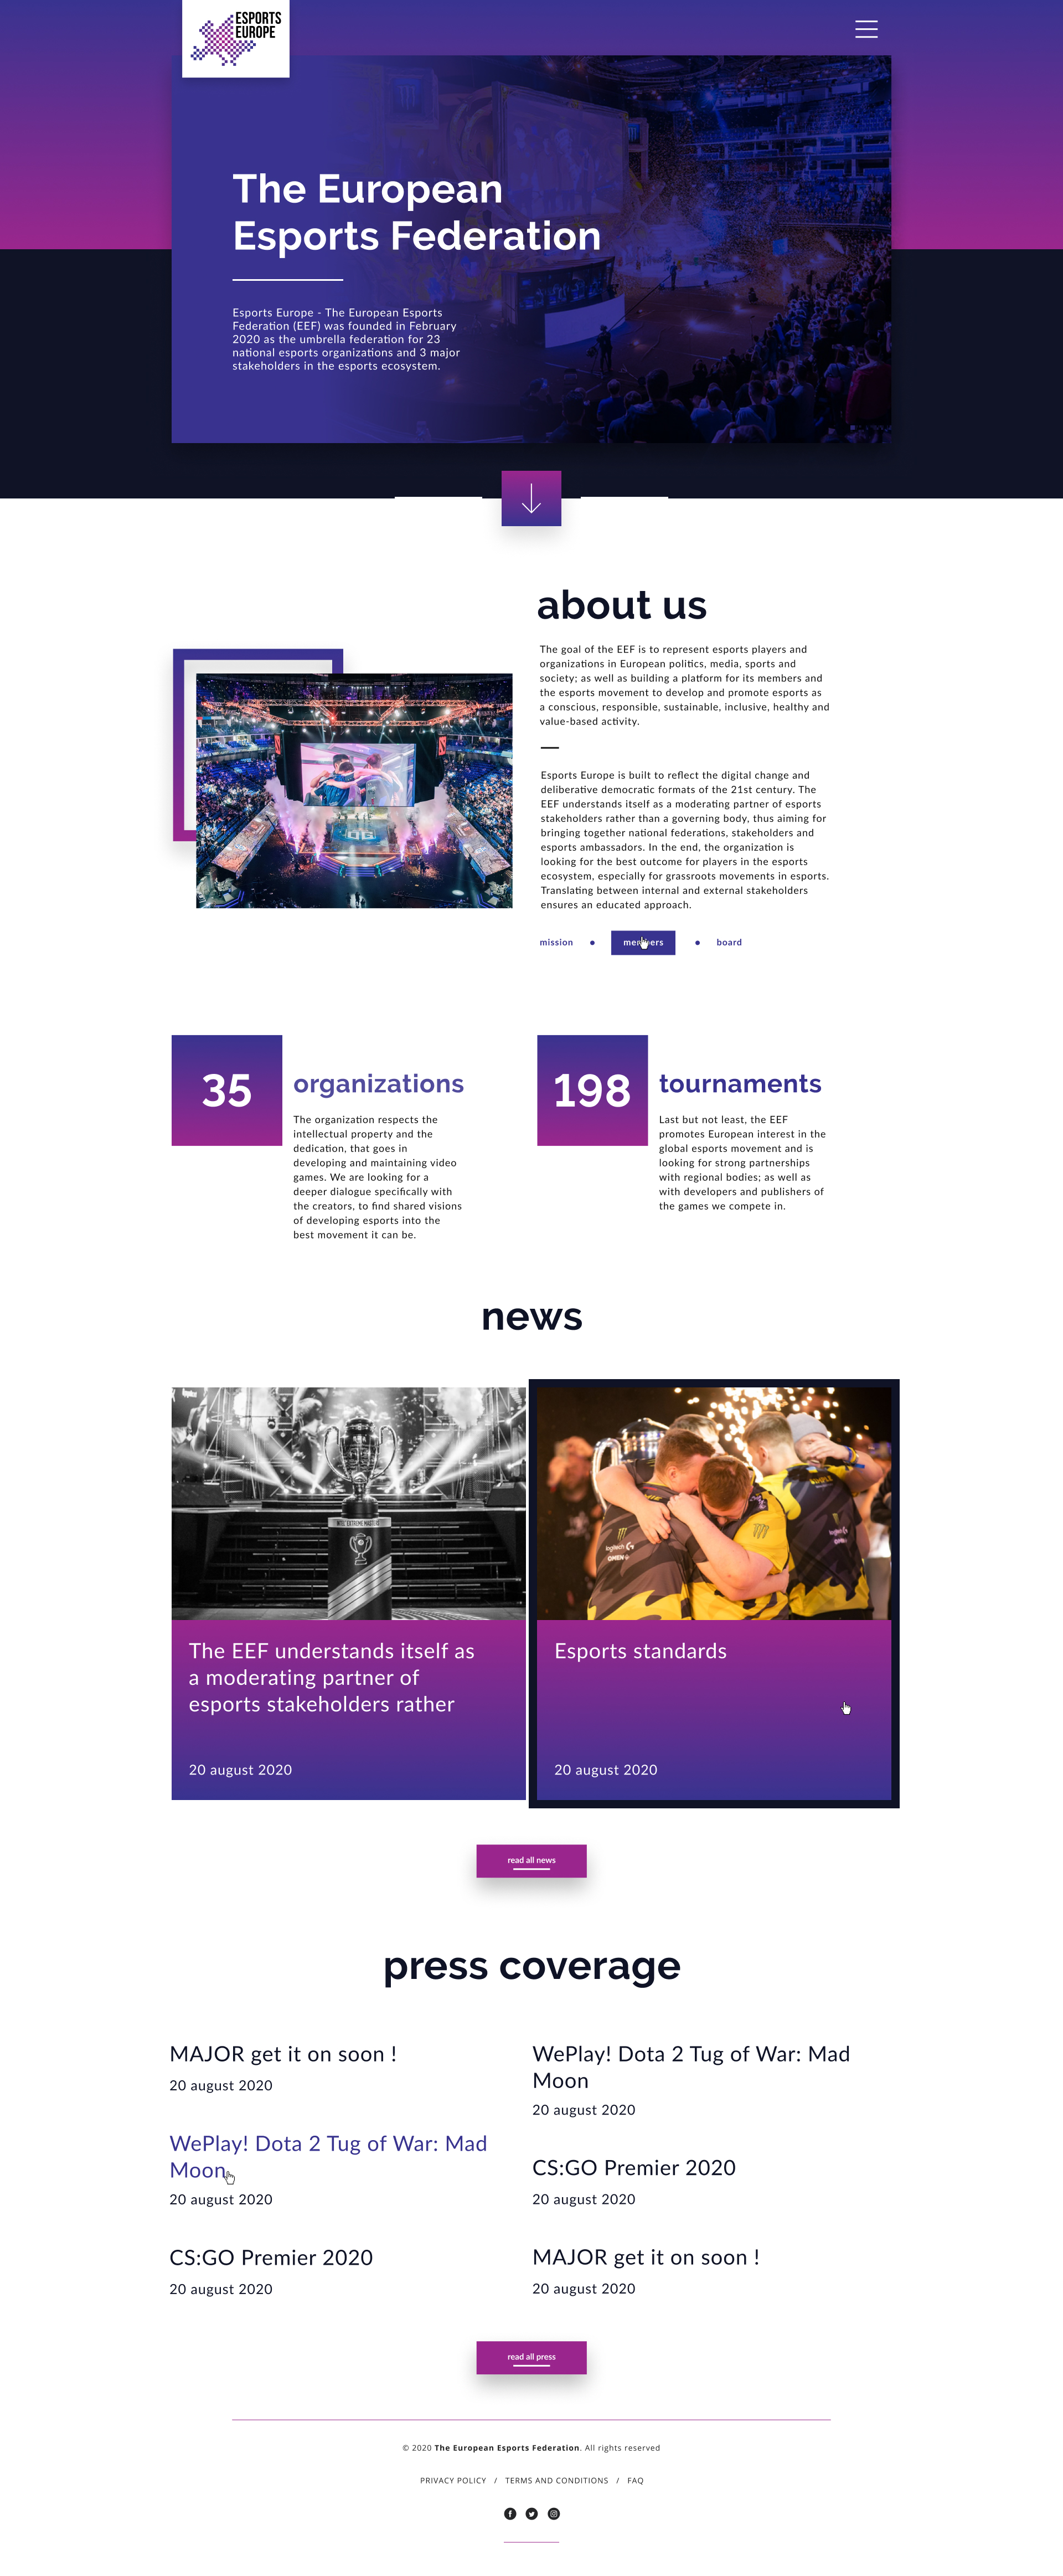 ESPORTS
EUROPE
The European
Esports Federation
Esports Europe - The European Esports
Federation (EEF) was founded in February
2020 as the umbrella federation for 23
national esports organizations and 3 major
stakeholders in the esports ecosystem.
about us
The goal of the EEF is to represent esports players and
organizations in European politics, media, sports and
society; as well as building a platform for its members and
the esports movement to develop and promote esports as
a conscious, responsible, sustainable, inclusive, healthy and
value-based activity.
Esports Europe is built to reflect the digital change and
deliberative democratic formats of the 21st century. The
EEF understands itself as a moderating partner of esports
stakeholders rather than a governing body, thus aiming for
bringing together national federations, stakeholders and
esports ambassadors. In the end, the organization is
looking for the best outcome for players in the esports
ecosystem, especially for grassroots movements in esports.
Translating between internal and external stakeholders
ensures an educated approach.
mission • members • board
35
organizations
The organization respects the
intellectual property and the
dedication, that goes in
developing and maintaining video
games. We are looking for a
deeper dialogue specifically with
the creators, to find shared visions
of developing esports into the
best movement it can be.
198
tournaments
Last but not least, the EEF
promotes European interest in the
global esports movement and is
looking for strong partnerships
with regional bodies; as well as
with developers and publishers of
the games we compete in.
news
INTEL EXTREME MASTERS
logitech G
OMEN
The EEF understands itself as
a moderating partner of
esports stakeholders rather
20 august 2020
Esports standards
20 august 2020
read all news
press coverage
MAJOR get it on soon !
20 august 2020
WePlay! Dota 2 Tug of War: Mad
Moon
20 august 2020
CS:GO Premier 2020
20 august 2020
WePlay! Dota 2 Tug of War: Mad
Moon
20 august 2020
CS:GO Premier 2020
20 august 2020
MAJOR get it on soon !
20 august 2020
read all press
© 2020 The European Esports Federation. All rights reserved
PRIVACY POLICY / TERMS AND CONDITIONS / FAQ